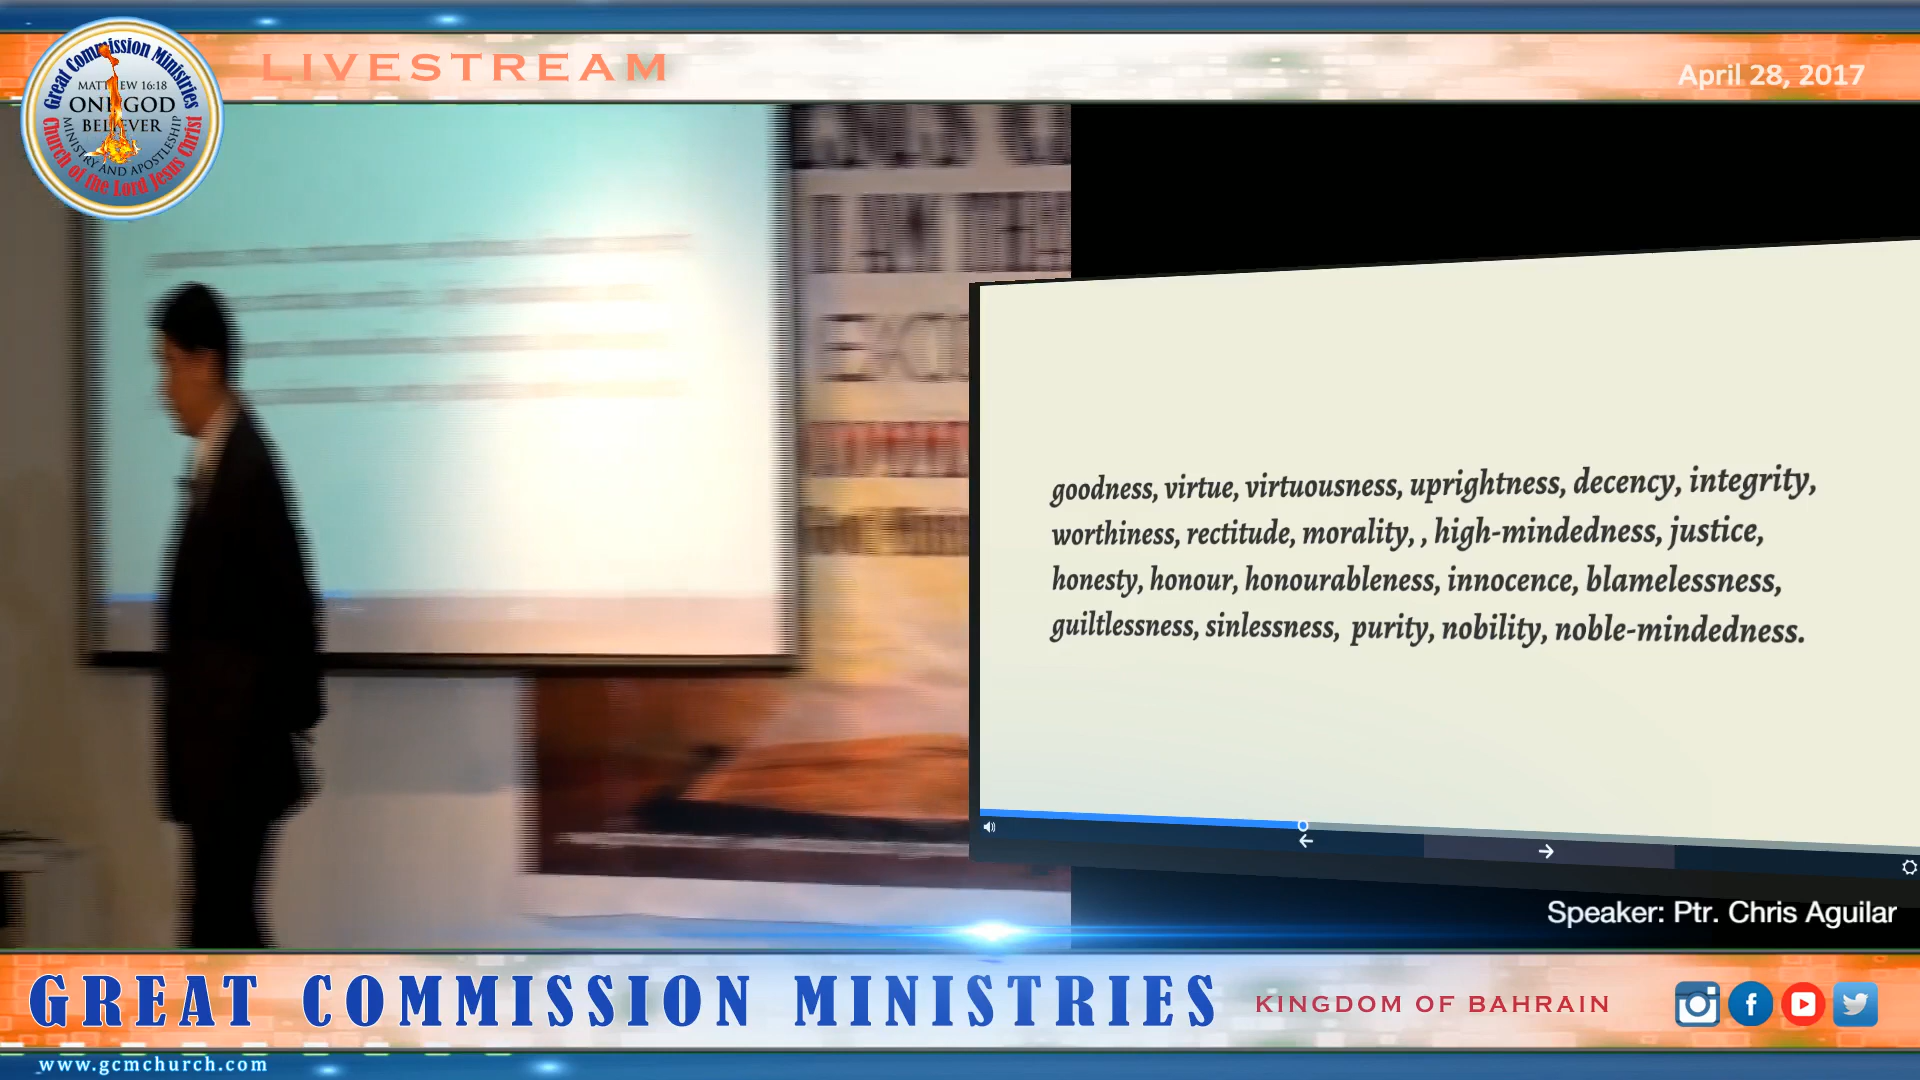 Great Commission Ministries
MATTHEW 16:18
ONE GOD
BELIEVER
MINISTRY AND APOSTLESHIP
Church of the Lord Jesus Christ
LIVESTREAM
April 28, 2017
goodness, virtue, virtuousness, uprightness, decency, integrity,
worthiness, rectitude, morality, , high-mindedness, justice,
honesty, honour, honourableness, innocence, blamelessness,
guiltlessness, sinlessness, purity, nobility, noble-mindedness.
Speaker: Ptr. Chris Aguilar
GREAT COMMISSION MINISTRIES
KINGDOM OF BAHRAIN
www.gcmchurch.com